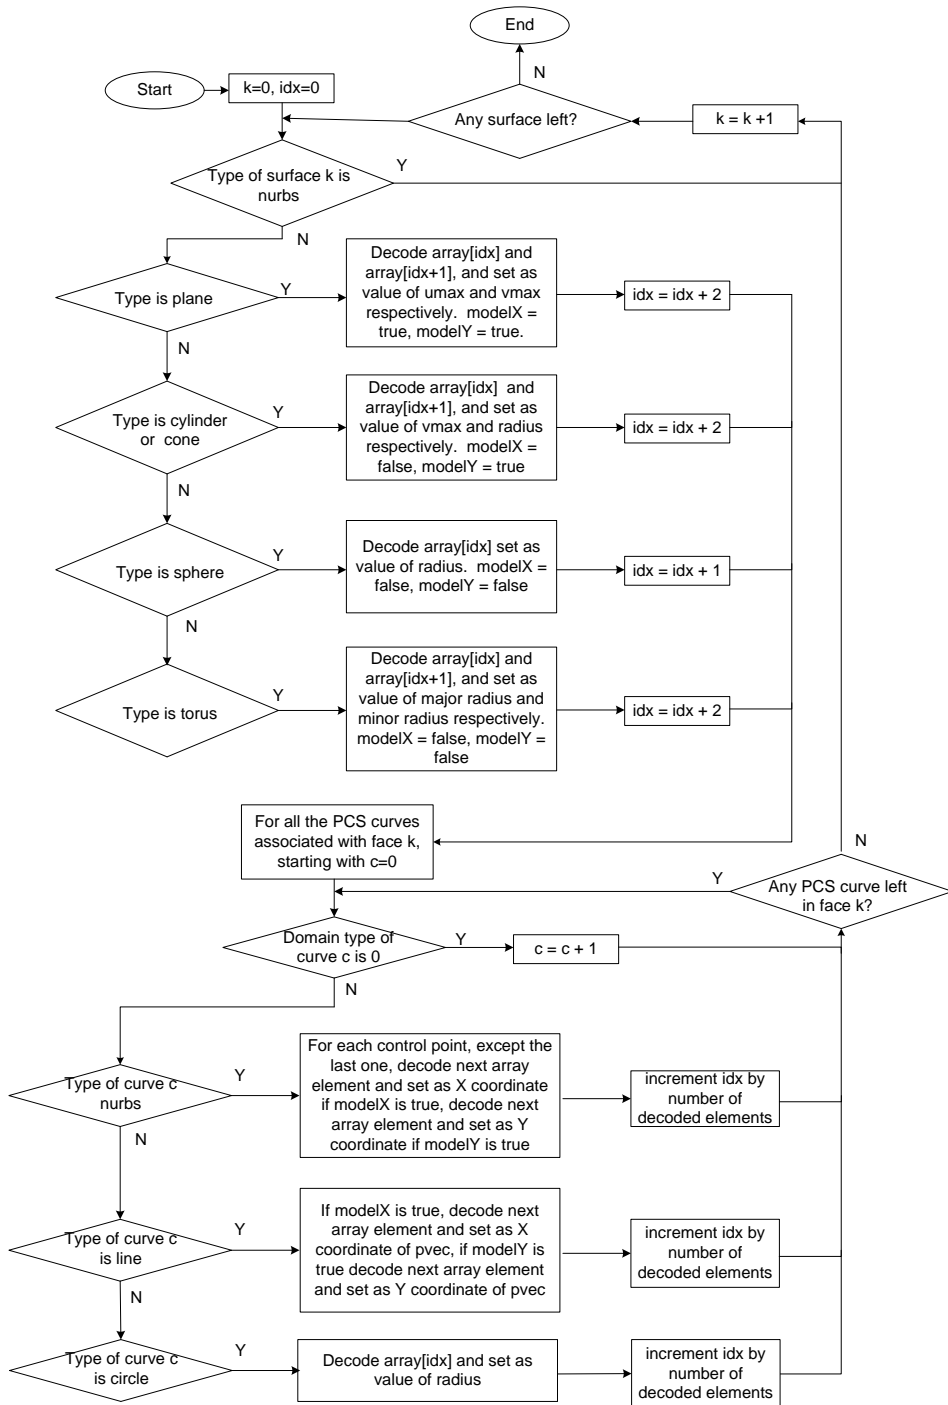 End
N
Start
k=0, idx=0
Any surface left?
k = k +1
Y
Type of surface k is
nurbs
N
Decode array[idx] and
array[idx+1], and set as
value of umax and vmax
respectively.  modelX =
true, modelY = true.
Type is plane
Y
idx = idx + 2
N
Decode array[idx]  and
array[idx+1], and set as
value of vmax and radius
respectively.  modelX =
false, modelY = true
Type is cylinder
or  cone
Y
idx = idx + 2
N
Decode array[idx] set as
value of radius.  modelX =
false, modelY = false
Type is sphere
Y
idx = idx + 1
N
Decode array[idx] and
array[idx+1], and set as
value of major radius and
minor radius respectively.
modelX = false, modelY =
false
Type is torus
Y
idx = idx + 2
For all the PCS curves
associated with face k,
starting with c=0
N
Y
Any PCS curve left
in face k?
Domain type of
curve c is 0
Y
c = c + 1
N
For each control point, except the
last one, decode next array
element and set as X coordinate
if modelX is true, decode next
array element and set as Y
coordinate if modelY is true
Type of curve c
nurbs
Y
increment idx by
number of
decoded elements
N
If modelX is true, decode next
array element and set as X
coordinate of pvec, if modelY is
true decode next array element
and set as Y coordinate of pvec
Type of curve c
is line
Y
increment idx by
number of
decoded elements
N
Type of curve c
is circle
Y
Decode array[idx] and set as
value of radius
increment idx by
number of
decoded elements